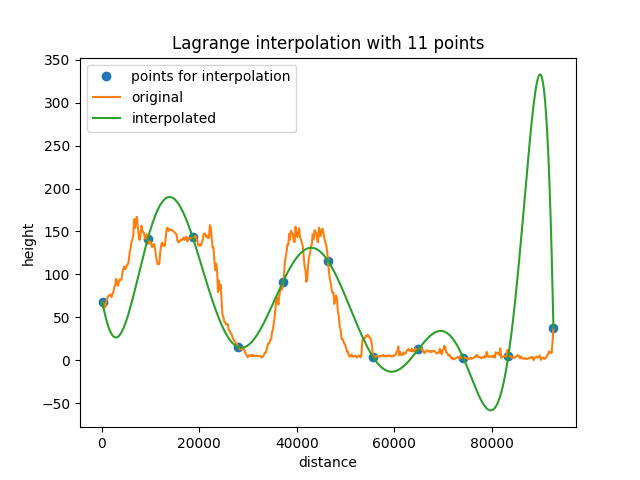 Lagrange interpolation with 11 points
350
300
250
200
150
100
50
0
−50
height
points for interpolation
original
interpolated
0 20000 40000 60000 80000
distance